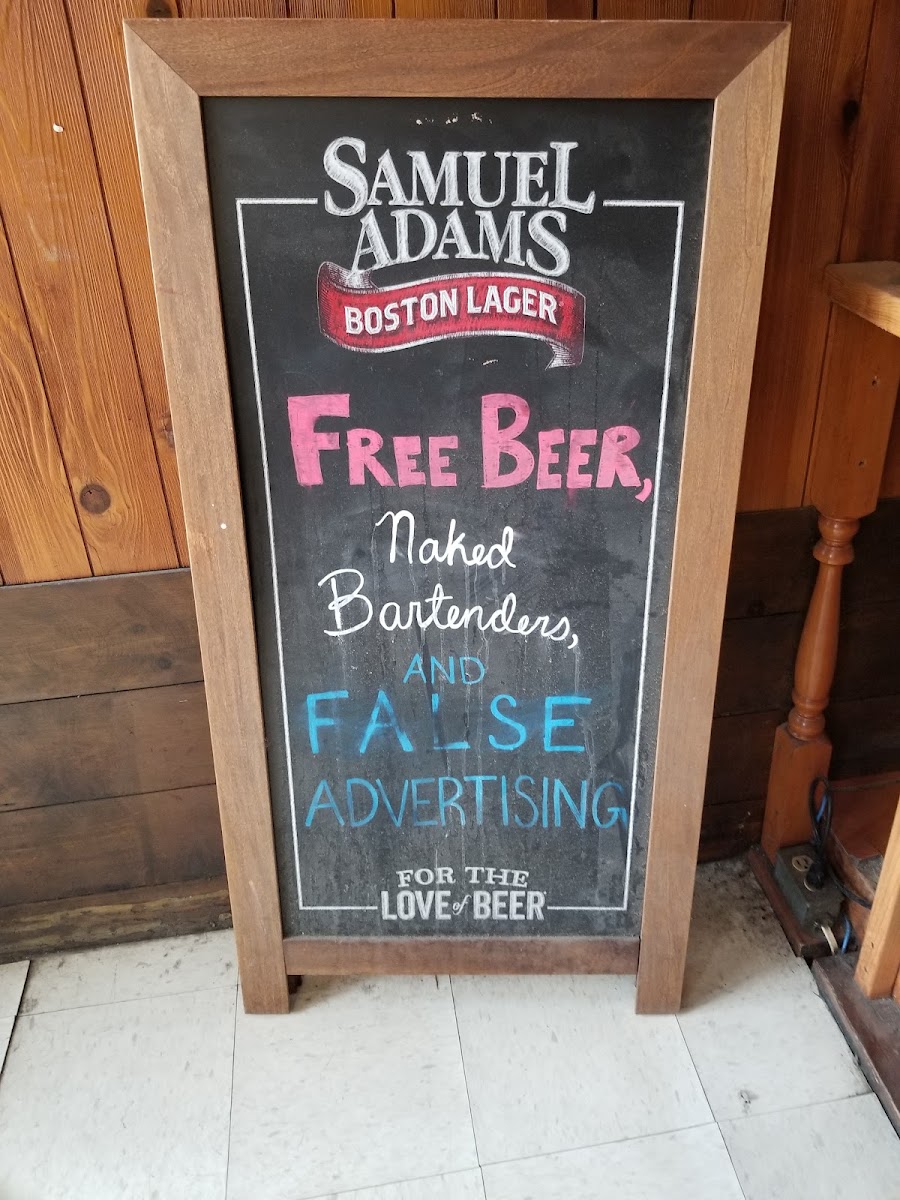 SAMUEL
ADAMS
BOSTON LAGER
FREE BEER,
Naked
Bartenders,
AND
FALSE
ADVERTISING
FOR THE
LOVE of BEER